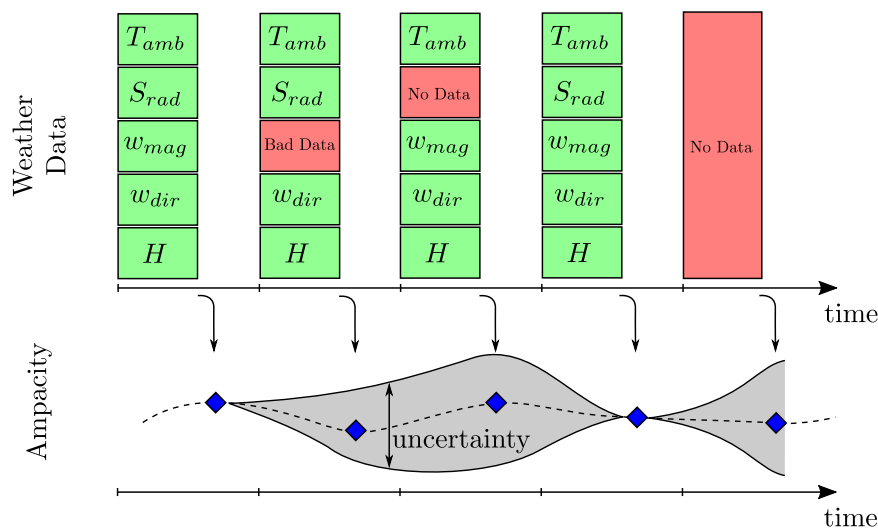 T_amb T_amb T_amb T_amb
S_rad S_rad No Data S_rad
w_mag Bad Data w_mag w_mag No Data
w_dir w_dir w_dir w_dir
H H H H
Weather
Data
time
Ampacity
uncertainty
time